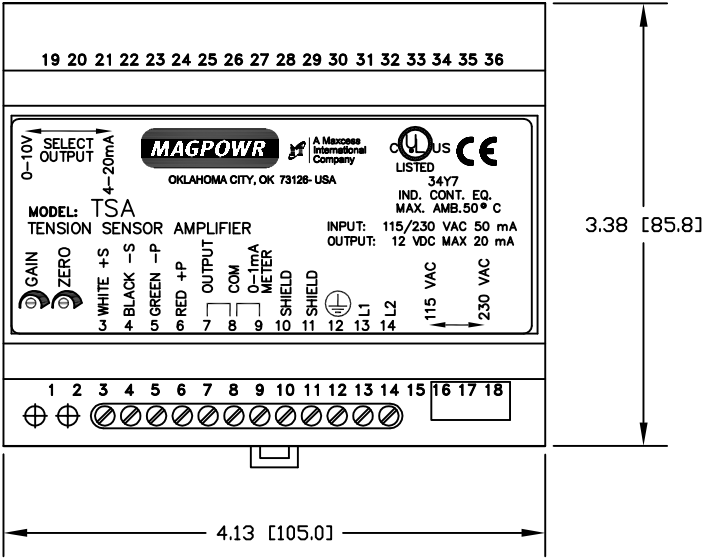 19 20 21 22 23 24 25 26 27 28 29 30 31 32 33 34 35 36
0-10V
SELECT
OUTPUT
4-20mA
MAGPOWR
A Maxcess
International
Company
C UL US CE
LISTED
OKLAHOMA CITY, OK 73126- USA
34Y7
IND. CONT. EQ.
MAX. AMB.50° C
MODEL: TSA
TENSION SENSOR AMPLIFIER
INPUT: 115/230 VAC 50 mA
OUTPUT: 12 VDC MAX 20 mA
GAIN
ZERO
WHITE +S
BLACK -S
GREEN -P
RED +P
OUTPUT
COM
0-1mA
METER
SHIELD
SHIELD
L1
L2
115 VAC
230 VAC
3 4 5 6 7 8 9 10 11 12 13 14
1 2 3 4 5 6 7 8 9 10 11 12 13 14 15 16 17 18
3.38 [85.8]
4.13 [105.0]